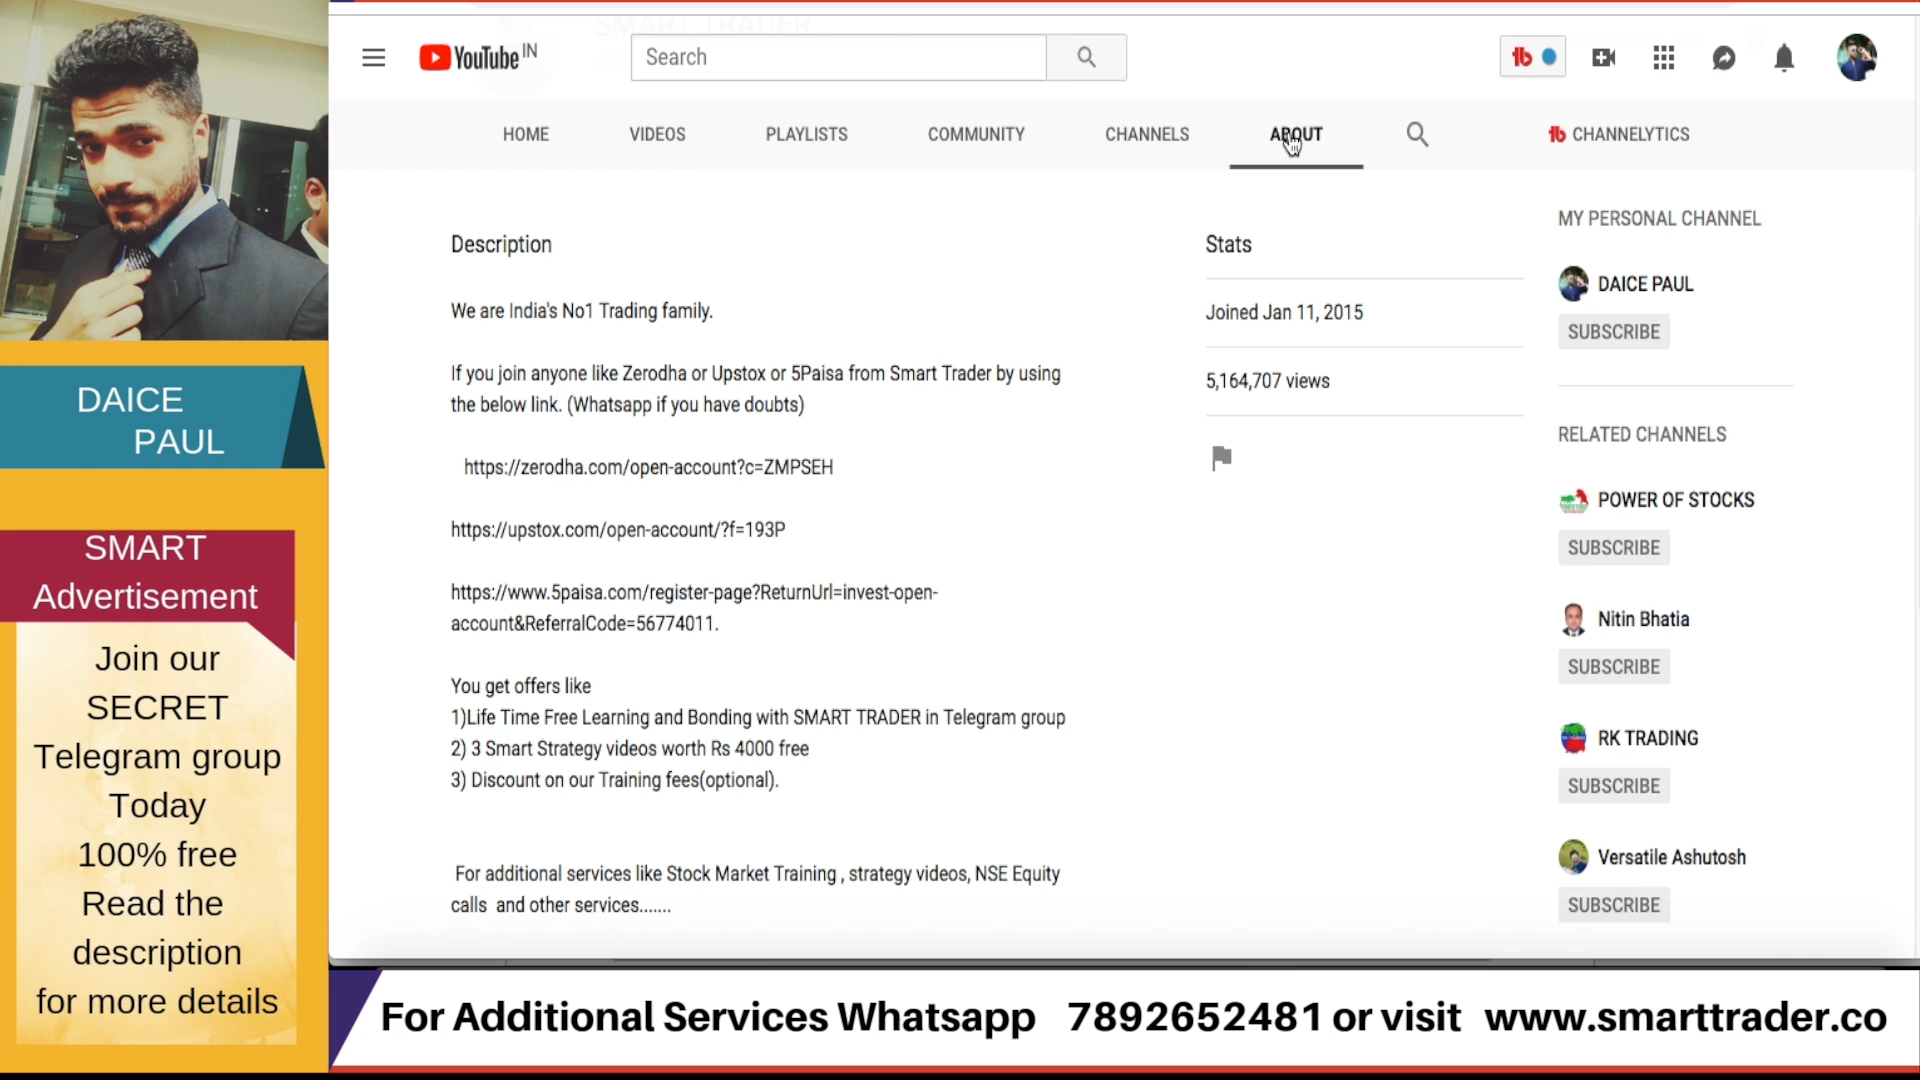 SMART TRADER
YouTube IN
Search
HOME
VIDEOS
PLAYLISTS
COMMUNITY
CHANNELS
ABOUT
CHANNELYTICS
Description
We are India's No1 Trading family.
If you join anyone like Zerodha or Upstox or 5Paisa from Smart Trader by using
the below link. (Whatsapp if you have doubts)
https://zerodha.com/open-account?c=ZMPSEH
https://upstox.com/open-account/?f=193P
https://www.5paisa.com/register-page?ReturnUrl=invest-open-
account&ReferralCode=56774011.
You get offers like
1)Life Time Free Learning and Bonding with SMART TRADER in Telegram group
2) 3 Smart Strategy videos worth Rs 4000 free
3) Discount on our Training fees(optional).
For additional services like Stock Market Training , strategy videos, NSE Equity
calls and other services.......
Stats
Joined Jan 11, 2015
5,164,707 views
MY PERSONAL CHANNEL
DAICE PAUL
SUBSCRIBE
RELATED CHANNELS
POWER OF STOCKS
SUBSCRIBE
Nitin Bhatia
SUBSCRIBE
RK TRADING
SUBSCRIBE
Versatile Ashutosh
SUBSCRIBE
DAICE
PAUL
SMART
Advertisement
Join our
SECRET
Telegram group
Today
100% free
Read the
description
for more details
For Additional Services Whatsapp 7892652481 or visit www.smarttrader.co